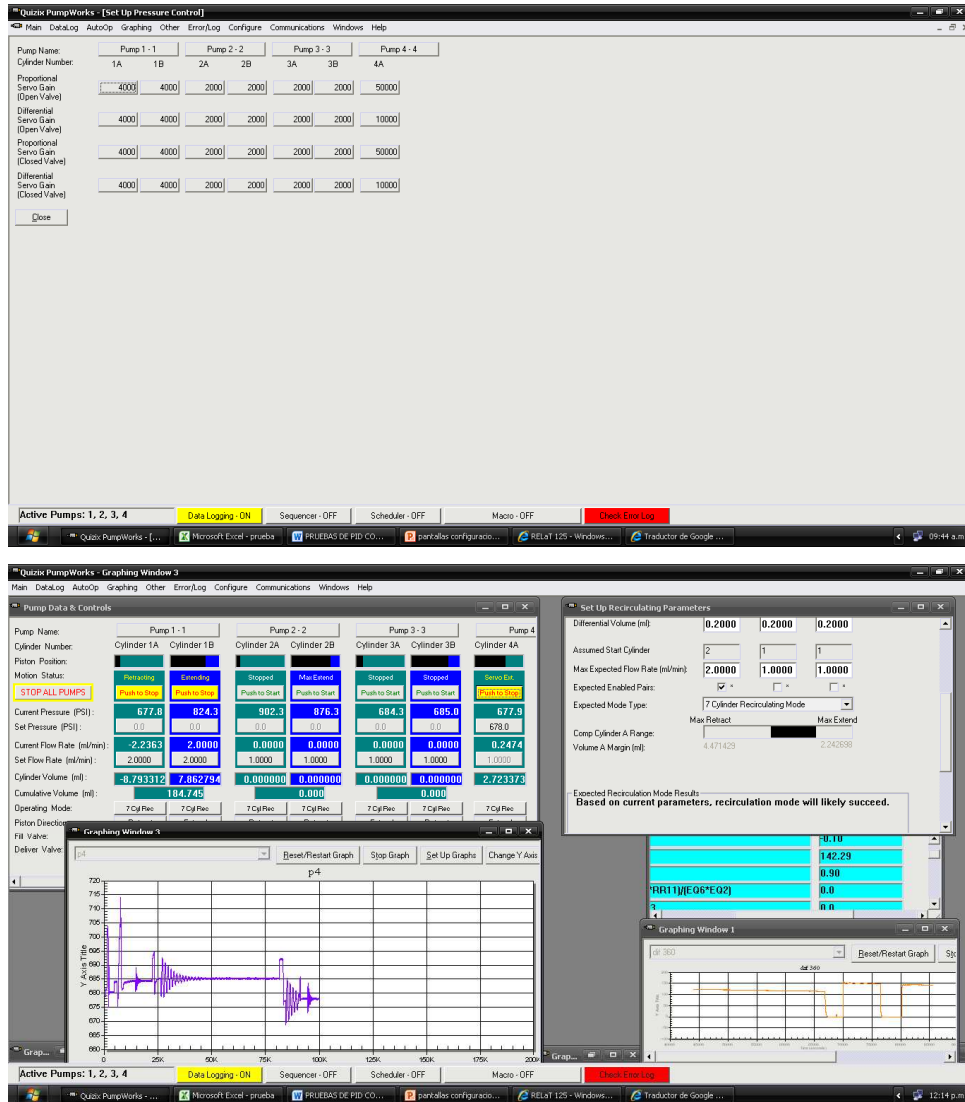 Quizix PumpWorks - [Set Up Pressure Control]
Main DataLog AutoOp Graphing Other Error/Log Configure Communications Windows Help
Pump Name: Pump 1 - 1 Pump 2 - 2 Pump 3 - 3 Pump 4 - 4
Cylinder Number: 1A 1B 2A 2B 3A 3B 4A
Proportional
Servo Gain 4000 4000 2000 2000 2000 2000 50000
(Open Valve)
Differential
Servo Gain 4000 4000 2000 2000 2000 2000 10000
(Open Valve)
Proportional
Servo Gain 4000 4000 2000 2000 2000 2000 50000
(Closed Valve)
Differential
Servo Gain 4000 4000 2000 2000 2000 2000 10000
(Closed Valve)
Close
Active Pumps: 1, 2, 3, 4 Data Logging - ON Sequencer - OFF Scheduler - OFF Macro - OFF Check Error Log
Quizix PumpWorks - [... Microsoft Excel - prueba PRUEBAS DE PID CO... pantallas configuracio... RELaT 125 - Windows... Traductor de Google ... 09:44 a.m.
Quizix PumpWorks - Graphing Window 3
Main DataLog AutoOp Graphing Other Error/Log Configure Communications Windows Help
Pump Data & Controls
Pump Name: Pump 1 - 1 Pump 2 - 2 Pump 3 - 3 Pump 4
Cylinder Number: Cylinder 1A Cylinder 1B Cylinder 2A Cylinder 2B Cylinder 3A Cylinder 3B Cylinder 4A
Piston Position:
Motion Status: Retracting Extending Stopped Max Extend Stopped Stopped Servo Ext.
STOP ALL PUMPS Push to Stop Push to Stop Push to Start Push to Start Push to Start Push to Start Push to Stop
Current Pressure (PSI) : 677.8 824.3 902.3 876.3 684.3 685.0 677.9
Set Pressure (PSI) : 0.0 0.0 0.0 0.0 0.0 0.0 678.0
Current Flow Rate (ml/min) : -2.2363 2.0000 0.0000 0.0000 0.0000 0.0000 0.2474
Set Flow Rate (ml/min) : 2.0000 2.0000 1.0000 1.0000 1.0000 1.0000 1.0000
Cylinder Volume (ml) : -8.793312 7.862794 0.000000 0.000000 0.000000 0.000000 2.723373
Cumulative Volume (ml) : 184.745 0.000 0.000
Operating Mode: 7 Cyl Rec 7 Cyl Rec 7 Cyl Rec 7 Cyl Rec 7 Cyl Rec 7 Cyl Rec 7 Cyl Rec
Piston Direction
Fill Valve:
Deliver Valve:
Set Up Recirculating Parameters
Differential Volume (ml): 0.2000 0.2000 0.2000
Assumed Start Cylinder 2 1 1
Max Expected Flow Rate (ml/min): 2.0000 1.0000 1.0000
Expected Enabled Pairs: * * *
Expected Mode Type: 7 Cylinder Recirculating Mode
Max Retract Max Extend
Comp Cylinder A Range:
Volume A Margin (ml): 4.471429 2.242698
Expected Recirculation Mode Results
Based on current parameters, recirculation mode will likely succeed.
-0.10
142.29
0.90
*RR11)/(EQ6*EQ2) 0.0
Graphing Window 3
p4 Reset/Restart Graph Stop Graph Set Up Graphs Change Y Axis
p4
Y Axis Title
720
715
710
705
700
695
690
685
680
675
670
665
660
0 25K 50K 75K 100K 125K 150K 175K 200K
Graphing Window 1
dr 360 Reset/Restart Graph
Grap... Grap...
Active Pumps: 1, 2, 3, 4 Data Logging - ON Sequencer - OFF Scheduler - OFF Macro - OFF Check Error Log
Quizix PumpWorks - ... Microsoft Excel - prueba PRUEBAS DE PID CO... pantallas configuracio... RELaT 125 - Windows... Traductor de Google ... 12:14 p.m.